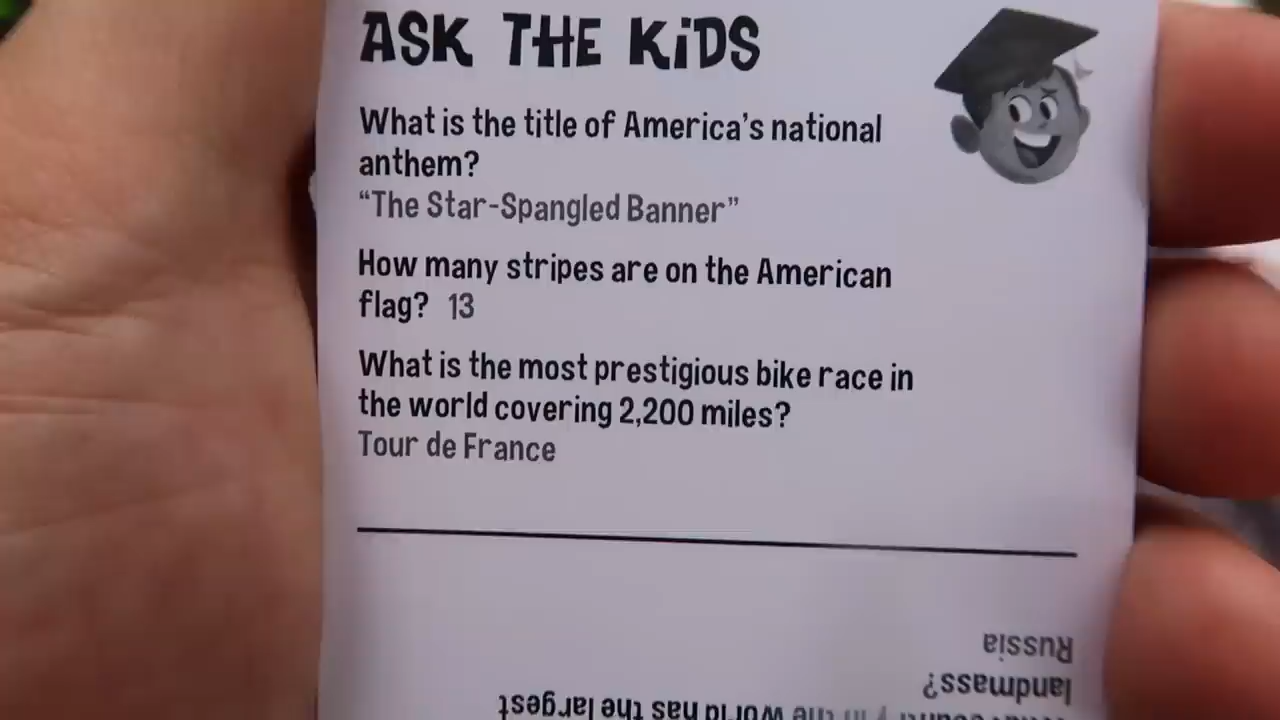 ASK THE KiDS
What is the title of America's national
anthem?
“The Star-Spangled Banner”
How many stripes are on the American
flag? 13
What is the most prestigious bike race in
the world covering 2,200 miles?
Tour de France
in the world has the largest
landmass?
Russia